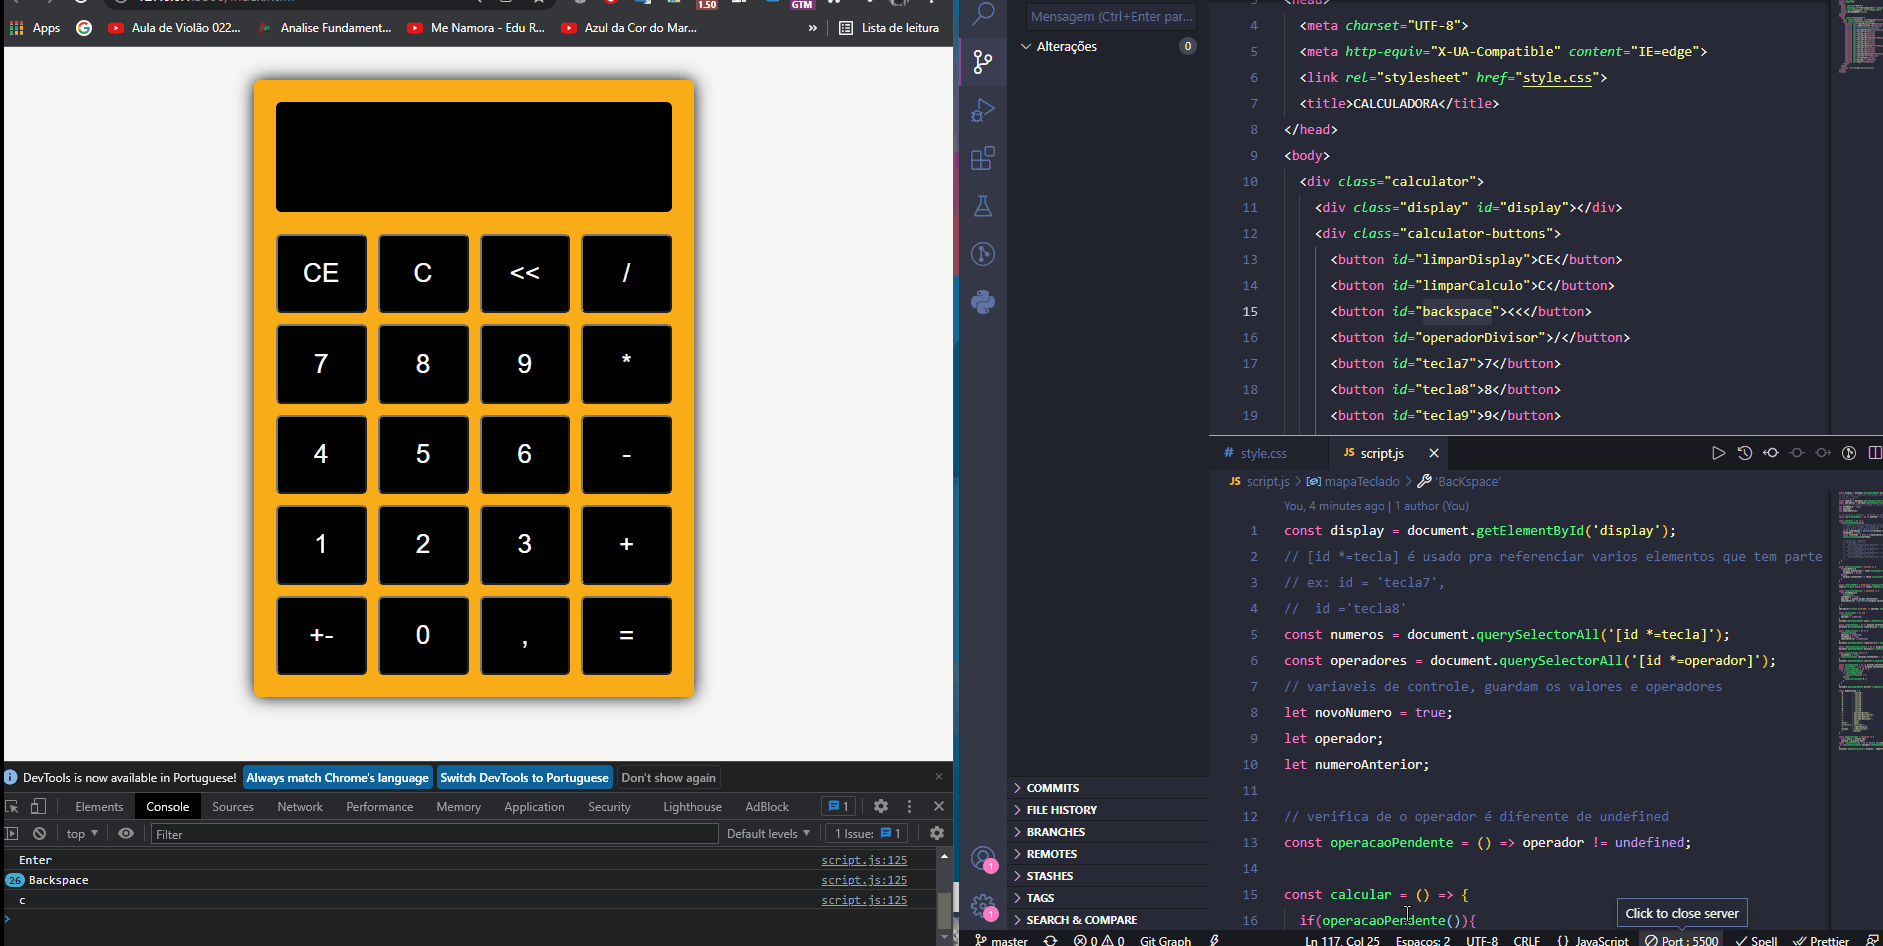 Apps
Aula de Violão 022...
Analise Fundament...
Me Namora - Edu R...
Azul da Cor do Mar...
»
Lista de leitura
1.50
GTM
CE C << /
7 8 9 *
4 5 6 -
1 2 3 +
+- 0 , =
DevTools is now available in Portuguese!
Always match Chrome's language
Switch DevTools to Portuguese
Don't show again
Elements Console Sources Network Performance Memory Application Security Lighthouse AdBlock 1
top Filter Default levels 1 Issue: 1
Enter script.js:125
26 Backspace script.js:125
c script.js:125
Mensagem (Ctrl+Enter par...
Alterações 0
COMMITS
FILE HISTORY
BRANCHES
REMOTES
STASHES
TAGS
SEARCH & COMPARE
1
1
4 <meta charset="UTF-8">
5 <meta http-equiv="X-UA-Compatible" content="IE=edge">
6 <link rel="stylesheet" href="style.css">
7 <title>CALCULADORA</title>
8 </head>
9 <body>
10 <div class="calculator">
11 <div class="display" id="display"></div>
12 <div class="calculator-buttons">
13 <button id="limparDisplay">CE</button>
14 <button id="limparCalculo">C</button>
15 <button id="backspace"><<</button>
16 <button id="operadorDivisor">/</button>
17 <button id="tecla7">7</button>
18 <button id="tecla8">8</button>
19 <button id="tecla9">9</button>
# style.css
JS script.js
JS script.js > mapaTeclado > 'BacKspace'
You, 4 minutes ago | 1 author (You)
1 const display = document.getElementById('display');
2 // [id *=tecla] é usado pra referenciar varios elementos que tem parte
3 // ex: id = 'tecla7',
4 // id ='tecla8'
5 const numeros = document.querySelectorAll('[id *=tecla]');
6 const operadores = document.querySelectorAll('[id *=operador]');
7 // variaveis de controle, guardam os valores e operadores
8 let novoNumero = true;
9 let operador;
10 let numeroAnterior;
11
12 // verifica de o operador é diferente de undefined
13 const operacaoPendente = () => operador != undefined;
14
15 const calcular = () => {
16 if(operacaoPendente()){
Click to close server
master 0 0 Git Graph
Ln 117, Col 25 Espaços: 2 UTF-8 CRLF {} JavaScript Port : 5500 Spell Prettier